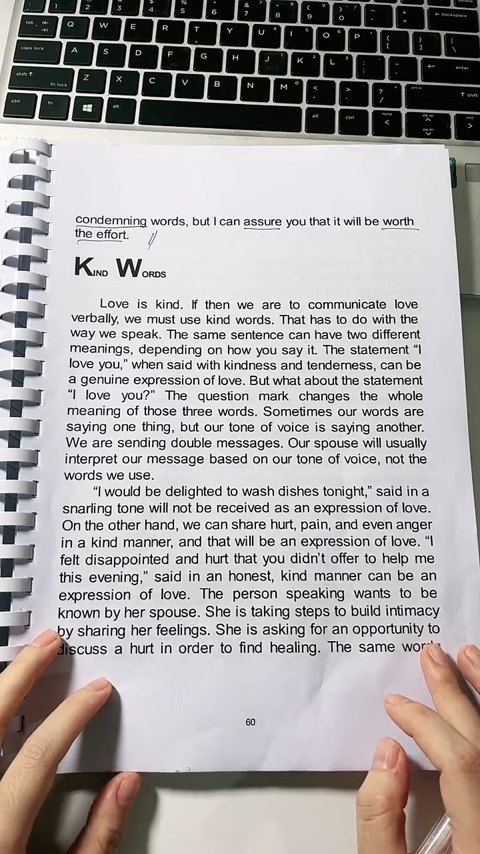 condemning words, but I can assure you that it will be worth
the effort.
KIND WORDS
Love is kind. If then we are to communicate love
verbally, we must use kind words. That has to do with the
way we speak. The same sentence can have two different
meanings, depending on how you say it. The statement “I
love you,” when said with kindness and tenderness, can be
a genuine expression of love. But what about the statement
“I love you?” The question mark changes the whole
meaning of those three words. Sometimes our words are
saying one thing, but our tone of voice is saying another.
We are sending double messages. Our spouse will usually
interpret our message based on our tone of voice, not the
words we use.
“I would be delighted to wash dishes tonight,” said in a
snarling tone will not be received as an expression of love.
On the other hand, we can share hurt, pain, and even anger
in a kind manner, and that will be an expression of love. “I
felt disappointed and hurt that you didn’t offer to help me
this evening,” said in an honest, kind manner can be an
expression of love. The person speaking wants to be
known by her spouse. She is taking steps to build intimacy
by sharing her feelings. She is asking for an opportunity to
discuss a hurt in order to find healing. The same words
60